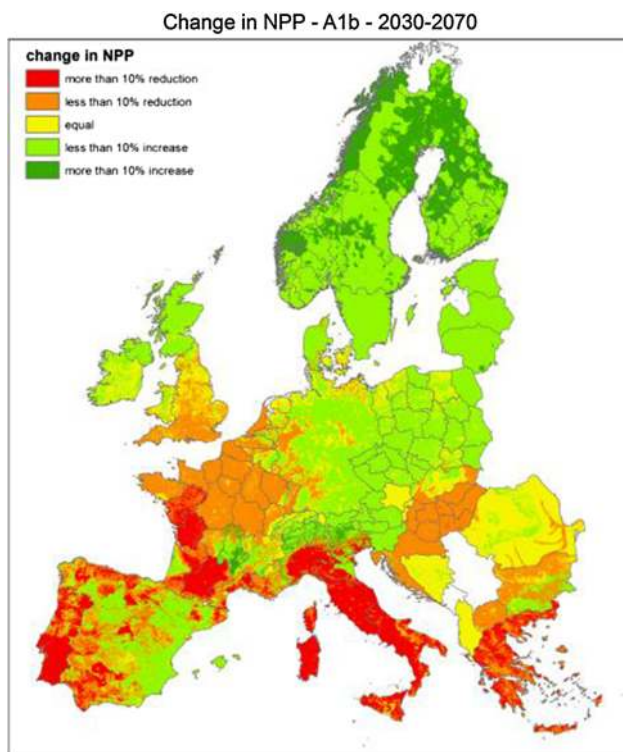 Change in NPP - A1b - 2030-2070
change in NPP
more than 10% reduction
less than 10% reduction
equal
less than 10% increase
more than 10% increase